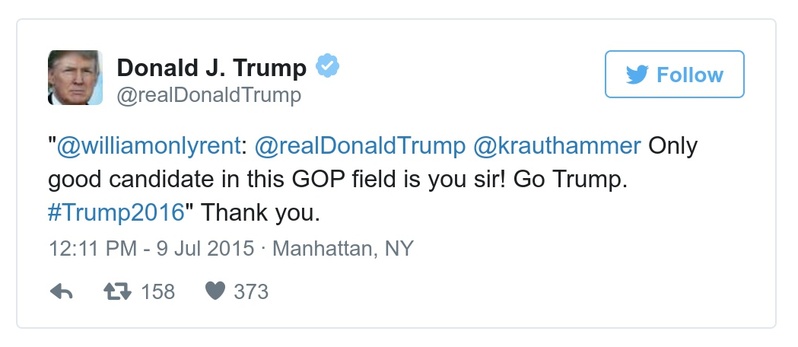 Donald J. Trump
@realDonaldTrump
Follow
"@williamonlyrent: @realDonaldTrump @krauthammer Only
good candidate in this GOP field is you sir! Go Trump.
#Trump2016" Thank you.
12:11 PM - 9 Jul 2015 · Manhattan, NY
158 373